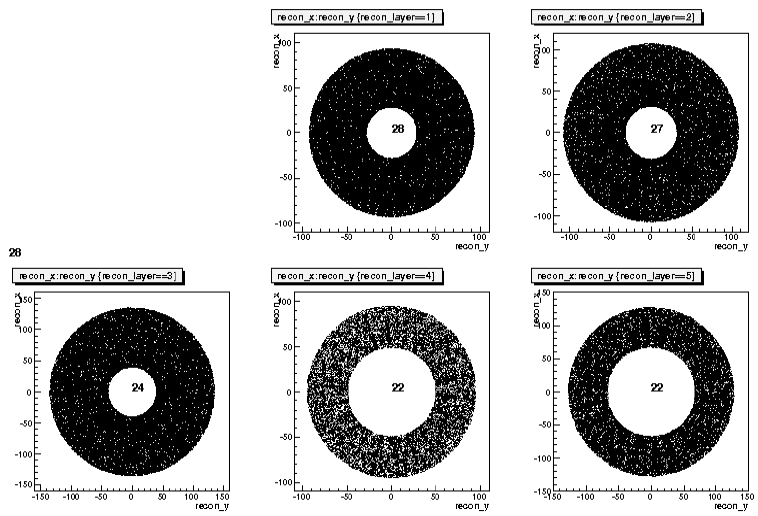 recon_x:recon_y {recon_layer==1}
recon_x
100
50
0
-50
-100
28
-100 -50 0 50 100
recon_y
recon_x:recon_y {recon_layer==2}
recon_x
100
50
0
-50
-100
27
-100 -50 0 50 100
recon_y
28
recon_x:recon_y {recon_layer==3}
recon_x
150
100
50
0
-50
-100
-150
24
-150 -100 -50 0 50 100 150
recon_y
recon_x:recon_y {recon_layer==4}
recon_x
100
50
0
-50
-100
22
-100 -50 0 50 100
recon_y
recon_x:recon_y {recon_layer==5}
recon_x
150
100
50
0
-50
-100
-150
22
-150 -100 -50 0 50 100 150
recon_y